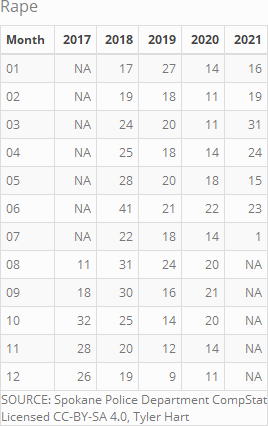 Rape
Month 2017 2018 2019 2020 2021
01 NA 17 27 14 16
02 NA 19 18 11 19
03 NA 24 20 11 31
04 NA 25 18 14 24
05 NA 28 20 18 15
06 NA 41 21 22 23
07 NA 22 18 14 1
08 11 31 24 20 NA
09 18 30 16 21 NA
10 32 25 14 20 NA
11 28 20 12 14 NA
12 26 19 9 11 NA
SOURCE: Spokane Police Department CompStat
Licensed CC-BY-SA 4.0, Tyler Hart